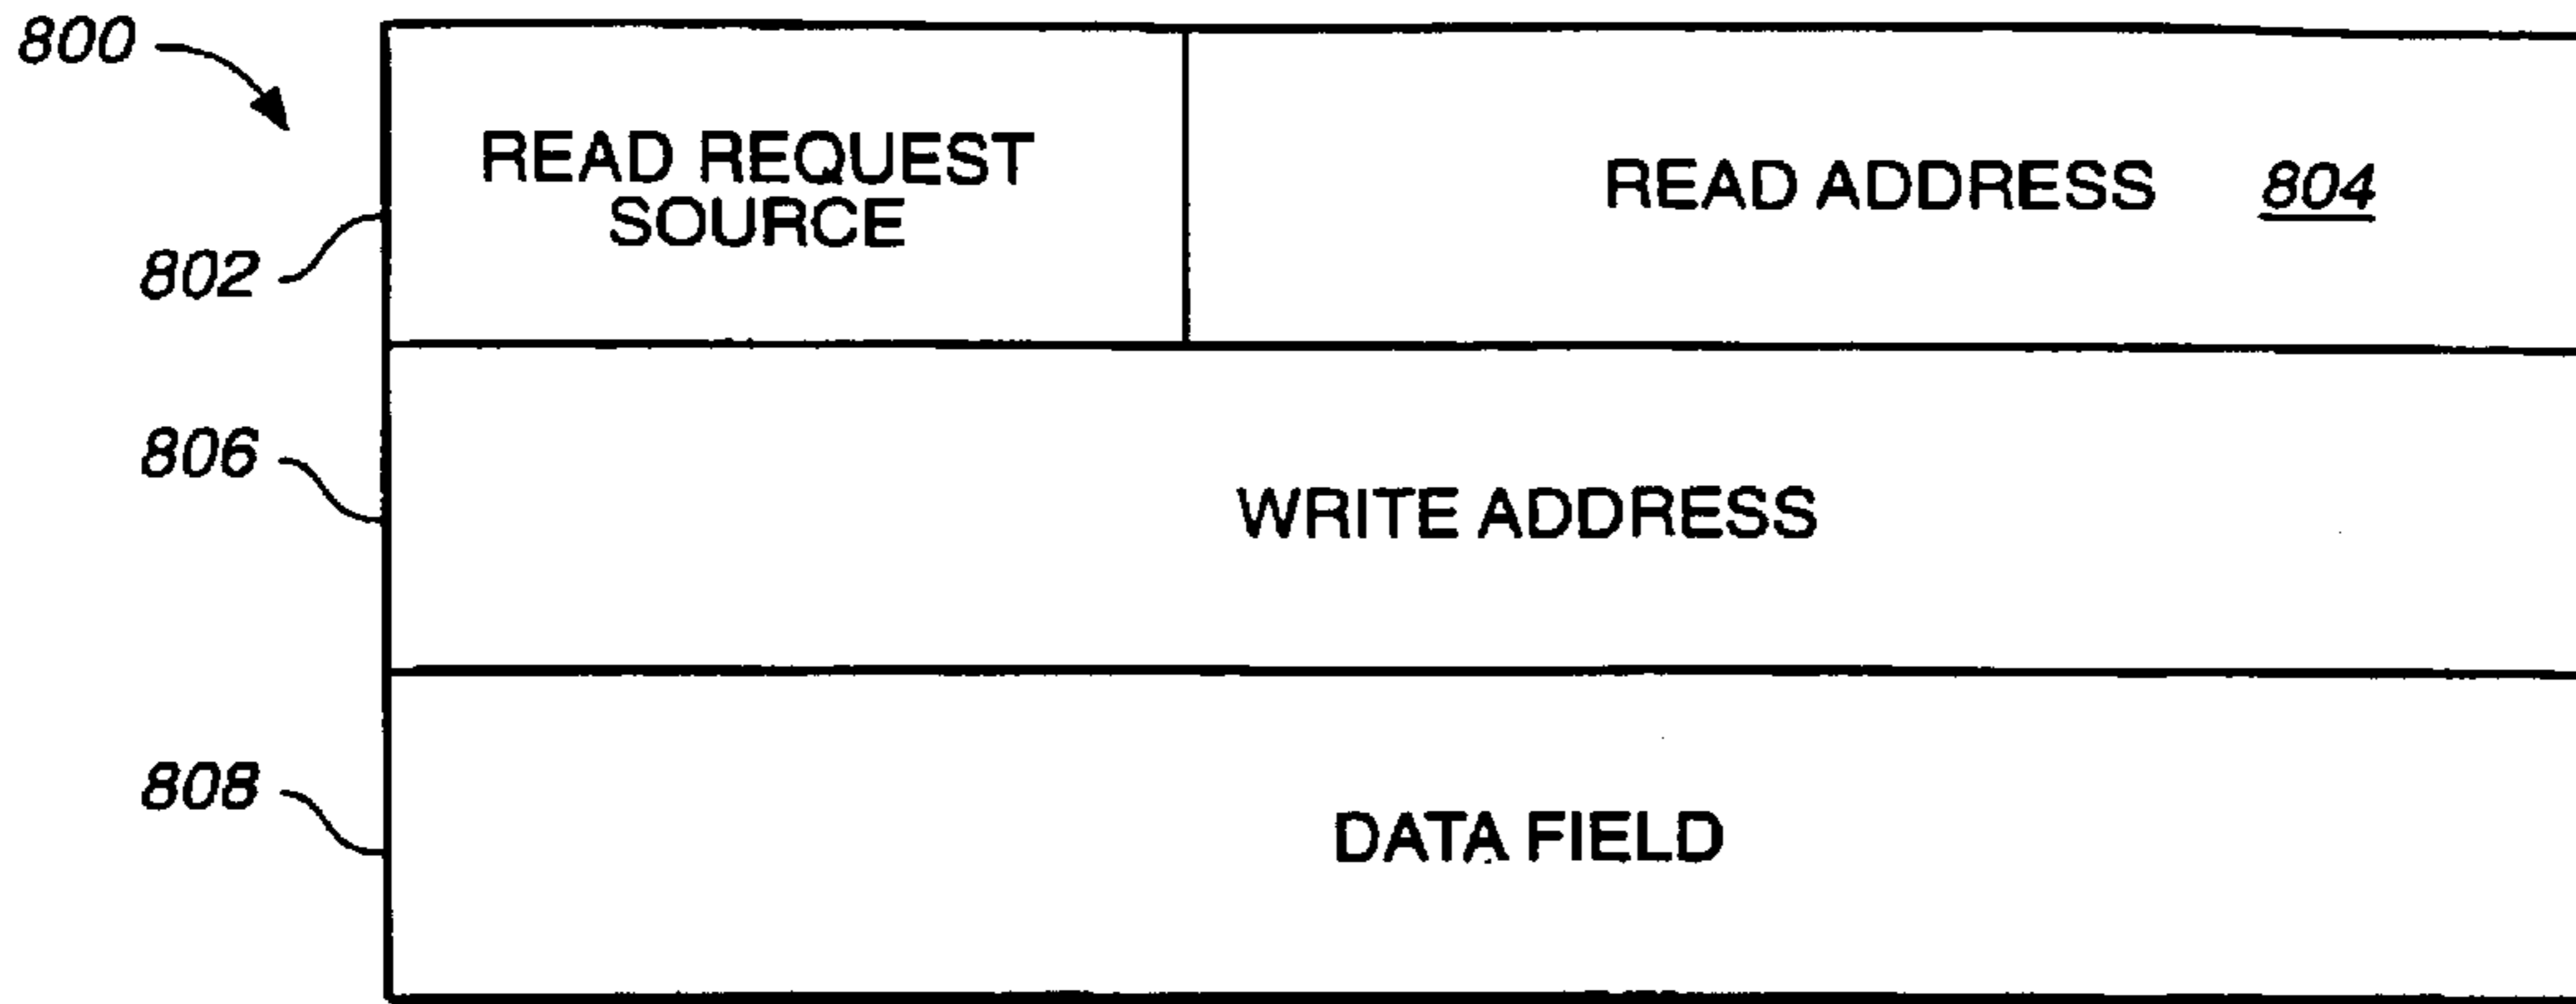 800
READ REQUEST
SOURCE
READ ADDRESS 804
802
WRITE ADDRESS
806
DATA FIELD
808